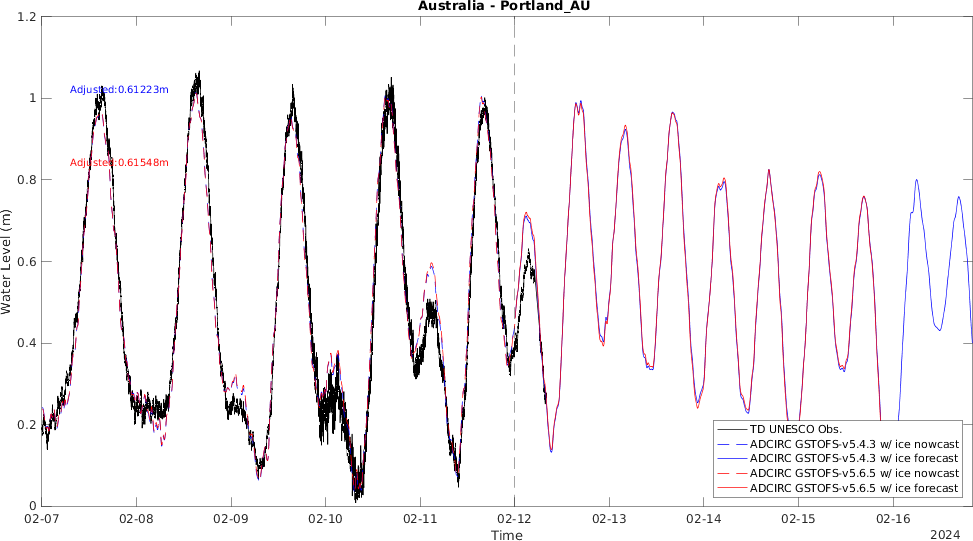 Australia - Portland_AU
1.2
1
0.8
0.6
0.4
0.2
0
Water Level (m)
Adjusted:0.61223m
Adjusted:0.61548m
TD UNESCO Obs.
ADCIRC GSTOFS-v5.4.3 w/ ice nowcast
ADCIRC GSTOFS-v5.4.3 w/ ice forecast
ADCIRC GSTOFS-v5.6.5 w/ ice nowcast
ADCIRC GSTOFS-v5.6.5 w/ ice forecast
02-07 02-08 02-09 02-10 02-11 02-12 02-13 02-14 02-15 02-16
Time
2024